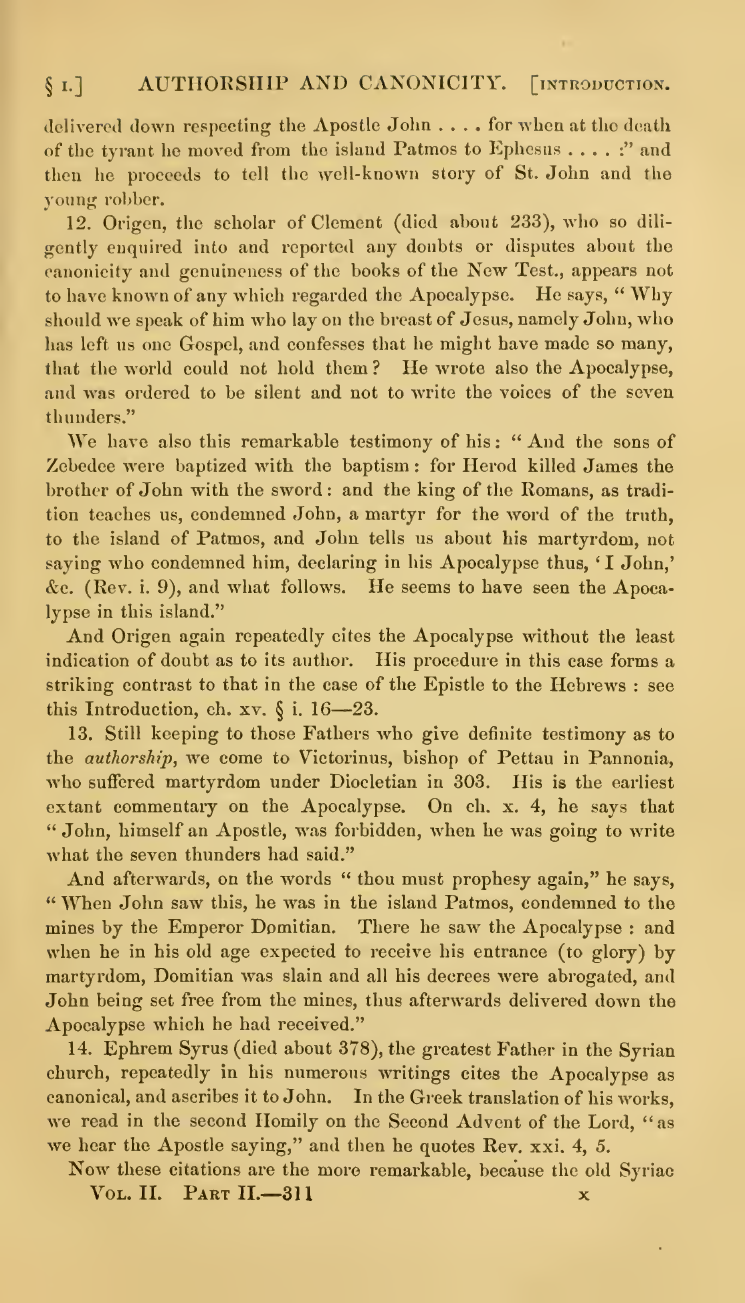 § 1.] AUTHORSHIP AND CANONICITY. [INTRODUCTION.
delivered down respecting the Apostle John . . . . for when at the death
of the tyrant he moved from the island Patmos to Ephesus . . . . :” and
then he proceeds to tell the well-known story of St. John and the
young robber.
12. Origen, the scholar of Clement (died about 233), who so dili-
gently enquired into and reported any doubts or disputes about the
canonicity and genuineness of the books of the New Test., appears not
to have known of any which regarded the Apocalypse. He says, “ Why
should we speak of him who lay on the breast of Jesus, namely John, who
has left us one Gospel, and confesses that he might have made so many,
that the world could not hold them ? He wrote also the Apocalypse,
and was ordered to be silent and not to write the voices of the seven
thunders.”
We have also this remarkable testimony of his : “ And the sons of
Zebedee were baptized with the baptism : for Herod killed James the
brother of John with the sword : and the king of the Romans, as tradi-
tion teaches us, condemned John, a martyr for the word of the truth,
to the island of Patmos, and John tells us about his martyrdom, not
saying who condemned him, declaring in his Apocalypse thus, ‘ I John,’
&c. (Rev. i. 9), and what follows. He seems to have seen the Apoca-
lypse in this island.”
And Origen again repeatedly cites the Apocalypse without the least
indication of doubt as to its author. His procedure in this case forms a
striking contrast to that in the case of the Epistle to the Hebrews : see
this Introduction, ch. xv. § i. 16—23.
13. Still keeping to those Fathers who give definite testimony as to
the authorship, we come to Victorinus, bishop of Pettau in Pannonia,
who suffered martyrdom under Diocletian in 303. His is the earliest
extant commentary on the Apocalypse. On ch. x. 4, he says that
“ John, himself an Apostle, was forbidden, when he was going to write
what the seven thunders had said.”
And afterwards, on the words “ thou must prophesy again,” he says,
“ When John saw this, he was in the island Patmos, condemned to the
mines by the Emperor Domitian. There he saw the Apocalypse : and
when he in his old age expected to receive his entrance (to glory) by
martyrdom, Domitian was slain and all his decrees were abrogated, and
John being set free from the mines, thus afterwards delivered down the
Apocalypse which he had received.”
14. Ephrem Syrus (died about 378), the greatest Father in the Syrian
church, repeatedly in his numerous writings cites the Apocalypse as
canonical, and ascribes it to John. In the Greek translation of his works,
we read in the second Homily on the Second Advent of the Lord, “as
we hear the Apostle saying,” and then he quotes Rev. xxi. 4, 5.
Now these citations are the more remarkable, because the old Syriac
VOL. II. PART II.—311 x